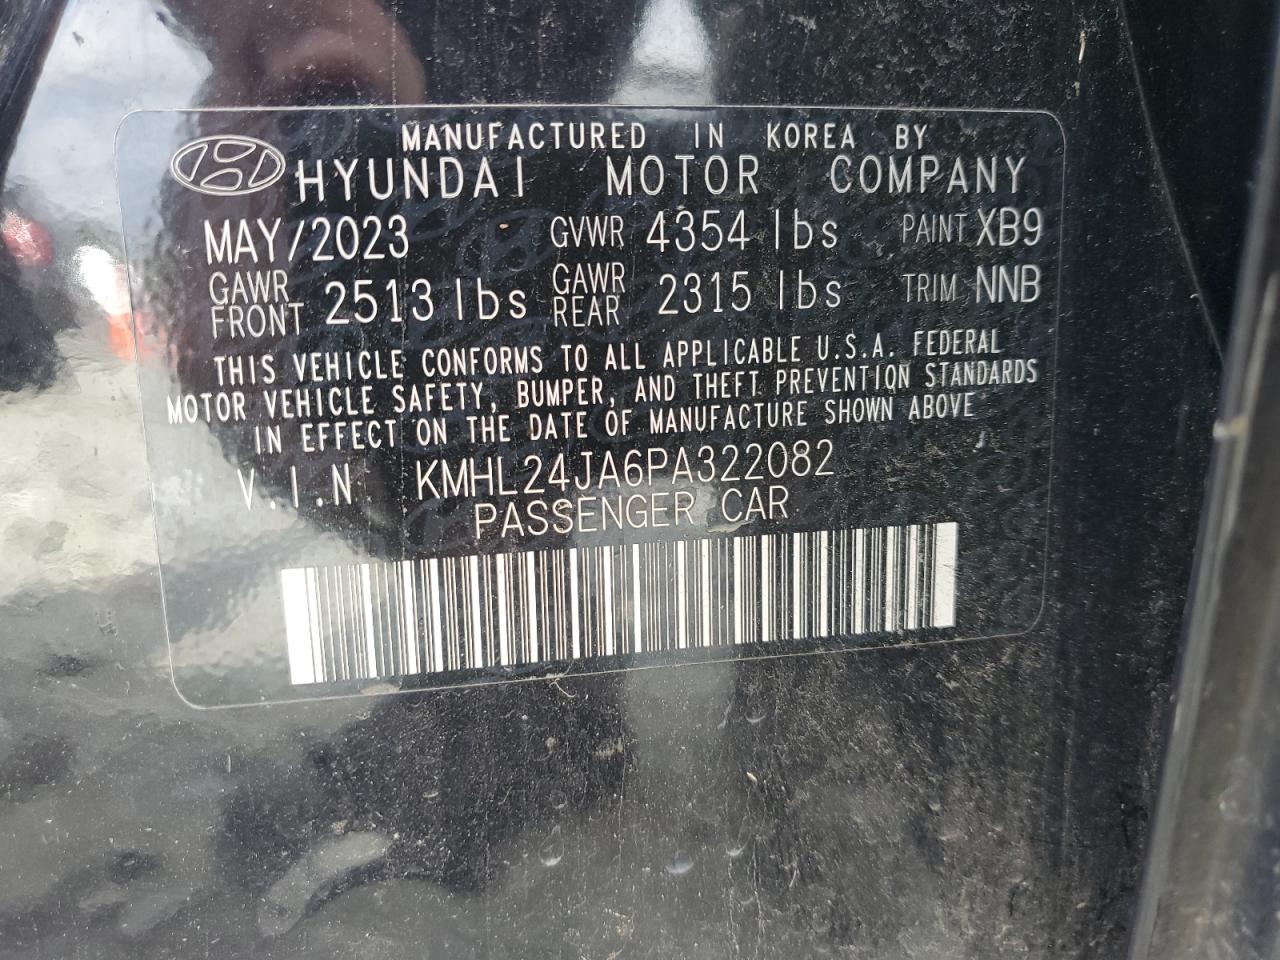 MANUFACTURED IN KOREA BY
HYUNDAI MOTOR COMPANY
MAY/2023 GVWR 4354 lbs PAINT XB9
GAWR FRONT 2513 lbs GAWR REAR 2315 lbs TRIM NNB
THIS VEHICLE CONFORMS TO ALL APPLICABLE U.S.A. FEDERAL
MOTOR VEHICLE SAFETY, BUMPER, AND THEFT PREVENTION STANDARDS
IN EFFECT ON THE DATE OF MANUFACTURE SHOWN ABOVE
V.I.N KMHL24JA6PA322082
PASSENGER CAR